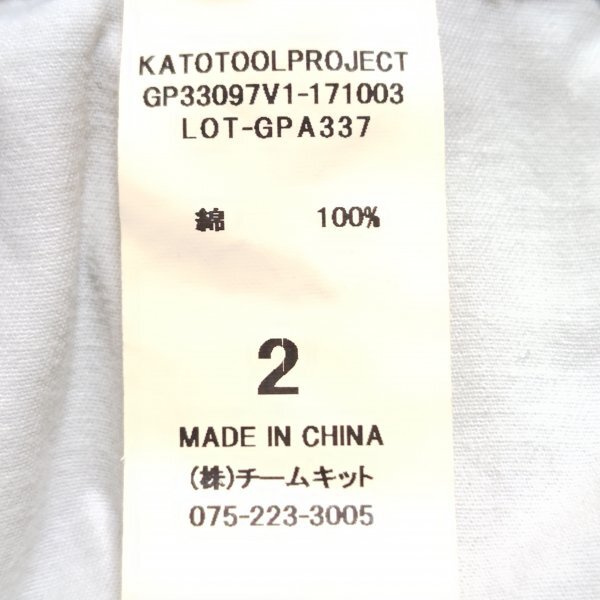 KATOTOOLPROJECT
GP33097V1-171003
LOT-GPA337
綿 100%
2
MADE IN CHINA
(株)チームキット
075-223-3005